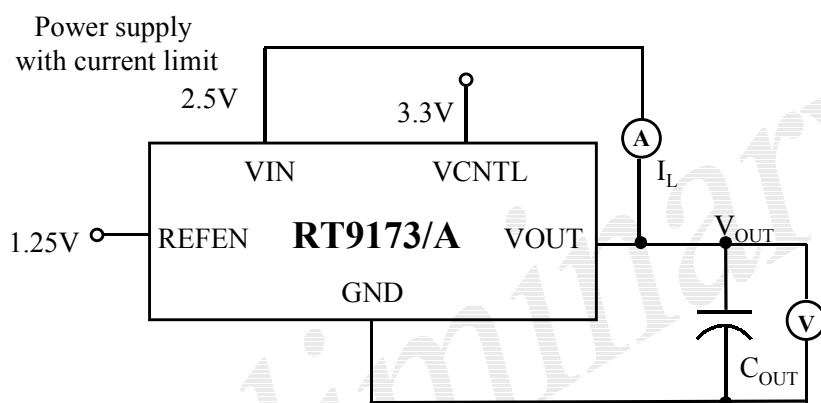 Power supply
with current limit
2.5V
3.3V
A
I_L
VIN
VCNTL
1.25V
REFEN
RT9173/A
VOUT
V_OUT
GND
V
C_OUT